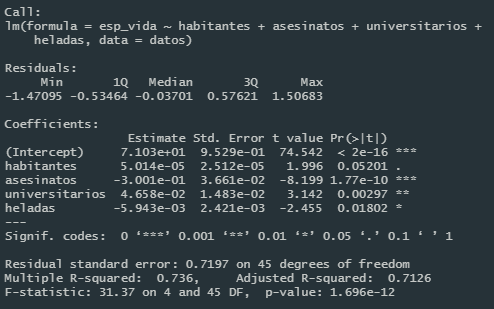 Call:
lm(formula = esp_vida ~ habitantes + asesinatos + universitarios +
    heladas, data = datos)
Residuals:
     Min       1Q   Median       3Q      Max
-1.47095 -0.53464 -0.03701  0.57621  1.50683
Coefficients:
                 Estimate Std. Error t value Pr(>|t|)
(Intercept)     7.103e+01  9.529e-01  74.542  < 2e-16 ***
habitantes      5.014e-05  2.512e-05   1.996  0.05201 .
asesinatos     -3.001e-01  3.661e-02  -8.199 1.77e-10 ***
universitarios  4.658e-02  1.483e-02   3.142  0.00297 **
heladas        -5.943e-03  2.421e-03  -2.455  0.01802 *
---
Signif. codes:  0 ‘***’ 0.001 ‘**’ 0.01 ‘*’ 0.05 ‘.’ 0.1 ‘ ’ 1
Residual standard error: 0.7197 on 45 degrees of freedom
Multiple R-squared:  0.736,	Adjusted R-squared:  0.7126
F-statistic: 31.37 on 4 and 45 DF,  p-value: 1.696e-12